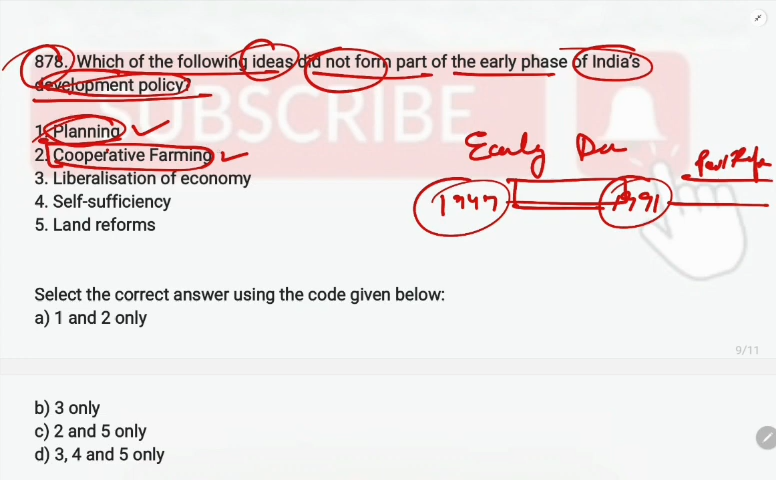 878. Which of the following ideas did not form part of the early phase of India's
development policy?
SUBSCRIBE
1. Planning
2. Cooperative Farming
3. Liberalisation of economy
4. Self-sufficiency
5. Land reforms
Early
1947 1991
Select the correct answer using the code given below:
a) 1 and 2 only
9/11
b) 3 only
c) 2 and 5 only
d) 3, 4 and 5 only